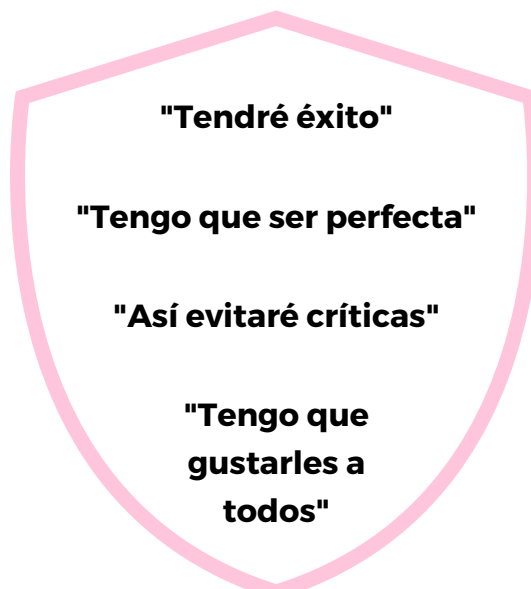 "Tendré éxito"
"Tengo que ser perfecta"
"Así evitaré críticas"
"Tengo que
gustarles a
todos"